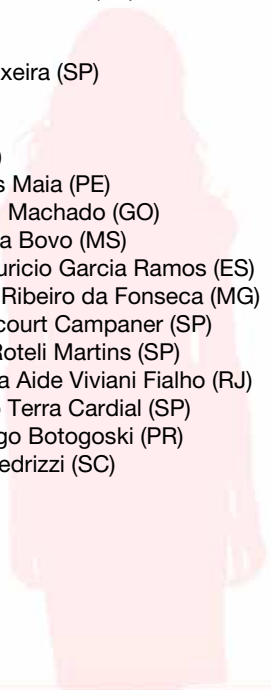 xeira (SP)
)
s Maia (PE)
Machado (GO)
a Bovo (MS)
uricio Garcia Ramos (ES)
Ribeiro da Fonseca (MG)
court Campaner (SP)
Roteli Martins (SP)
a Aide Viviani Fialho (RJ)
o Terra Cardial (SP)
go Botogoski (PR)
edrizzi (SC)